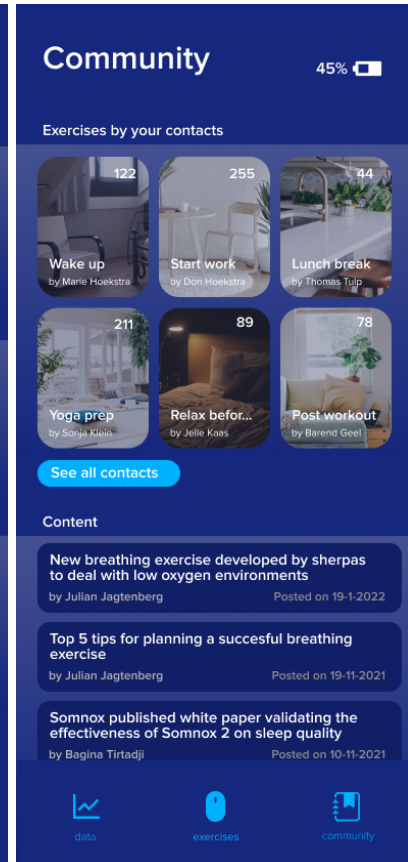 Community
45%
Exercises by your contacts
122
Wake up
by Marie Hoekstra
255
Start work
by Don Hoekstra
44
Lunch break
by Thomas Tulp
211
Yoga prep
by Sonja Klein
89
Relax befor...
by Jelle Kaas
78
Post workout
by Barend Geel
See all contacts
Content
New breathing exercise developed by sherpas
to deal with low oxygen environments
by Julian Jagtenberg Posted on 19-1-2022
Top 5 tips for planning a succesful breathing
exercise
by Julian Jagtenberg Posted on 19-11-2021
Somnox published white paper validating the
effectiveness of Somnox 2 on sleep quality
by Bagina Tirtadji Posted on 10-11-2021
data exercises community